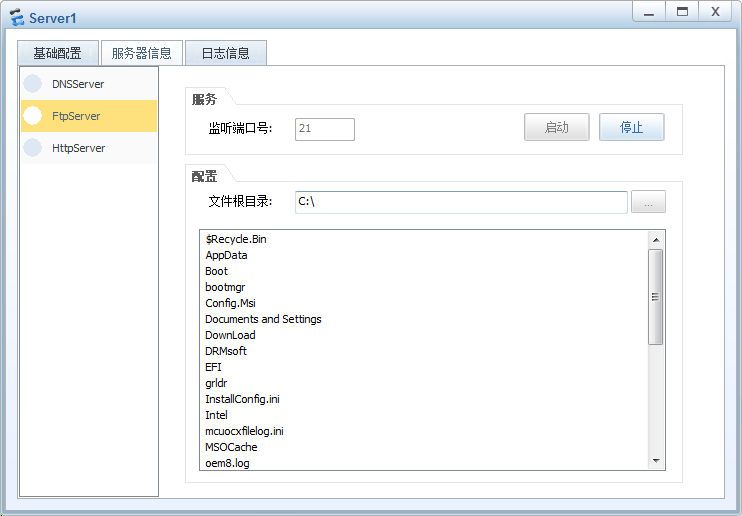 Server1
基础配置 服务器信息 日志信息
DNSServer
FtpServer
HttpServer
服务
监听端口号: 21 启动 停止
配置
文件根目录: C:\ ...
$Recycle.Bin
AppData
Boot
bootmgr
Config.Msi
Documents and Settings
DownLoad
DRMsoft
EFI
grldr
InstallConfig.ini
Intel
mcuocxfilelog.ini
MSOCache
oem8.log